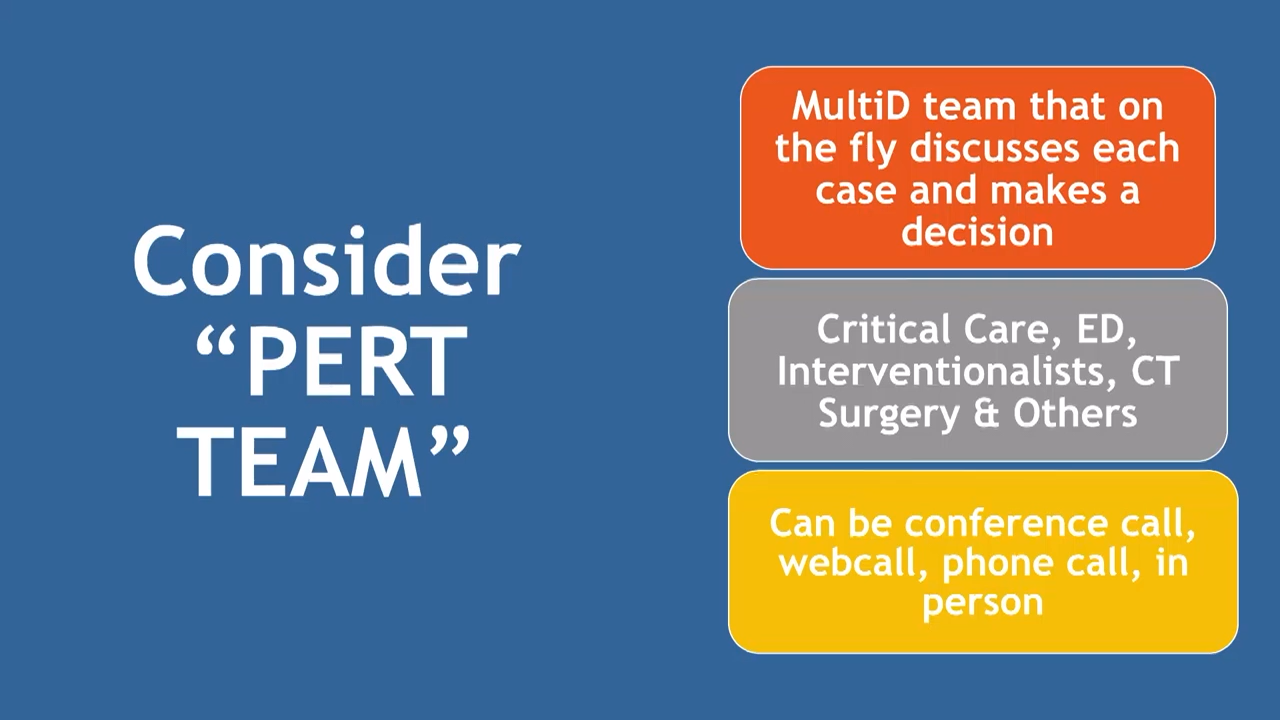 Consider
“PERT
TEAM”
MultiD team that on
the fly discusses each
case and makes a
decision
Critical Care, ED,
Interventionalists, CT
Surgery & Others
Can be conference call,
webcall, phone call, in
person